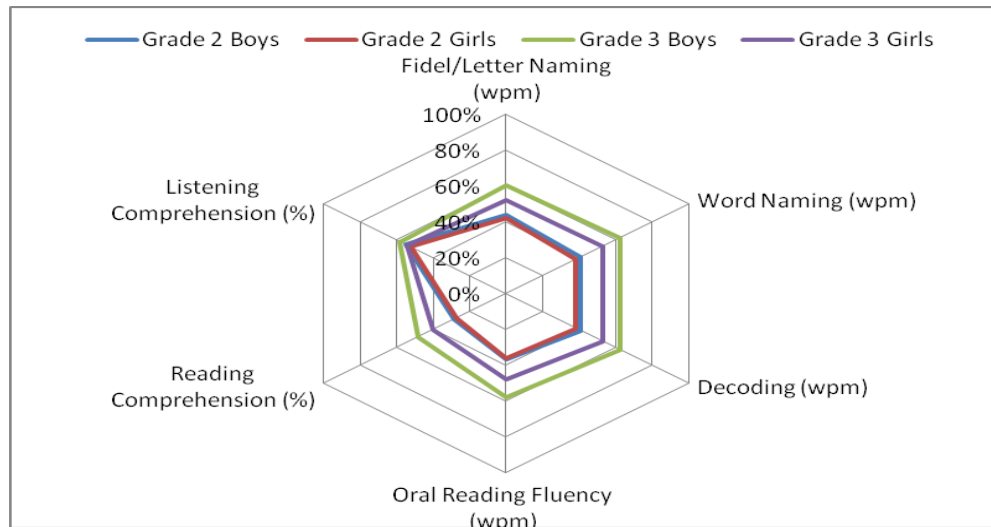 Grade 2 Boys Grade 2 Girls Grade 3 Boys Grade 3 Girls
Fidel/Letter Naming
(wpm)
100%
80%
60%
40%
20%
0%
Word Naming (wpm)
Decoding (wpm)
Oral Reading Fluency
(wpm)
Reading
Comprehension (%)
Listening
Comprehension (%)